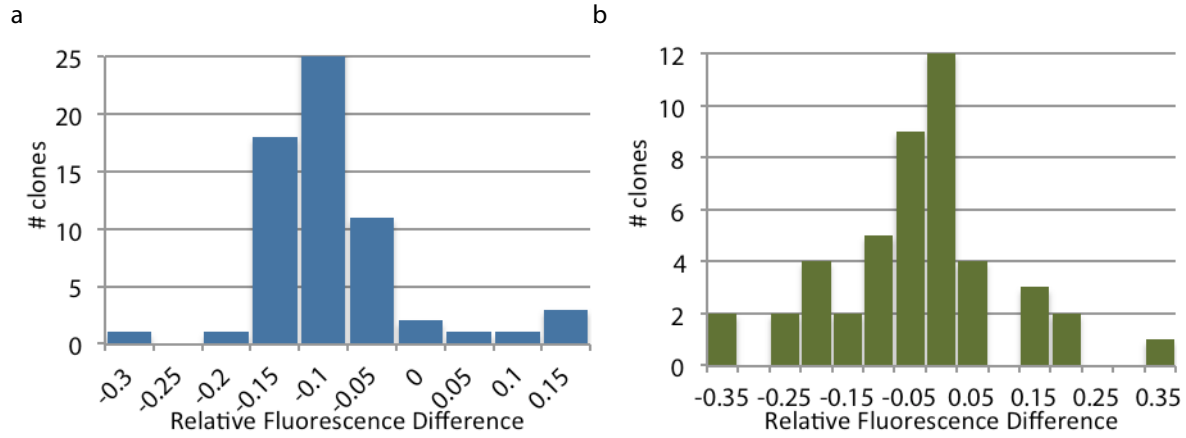 a
25
20
15
10
5
0
# clones
-0.3 -0.25 -0.2 -0.15 -0.1 -0.05 0 0.05 0.1 0.15
Relative Fluorescence Difference
b
12
10
8
6
4
2
0
# clones
-0.35 -0.25 -0.15 -0.05 0.05 0.15 0.25 0.35
Relative Fluorescence Difference